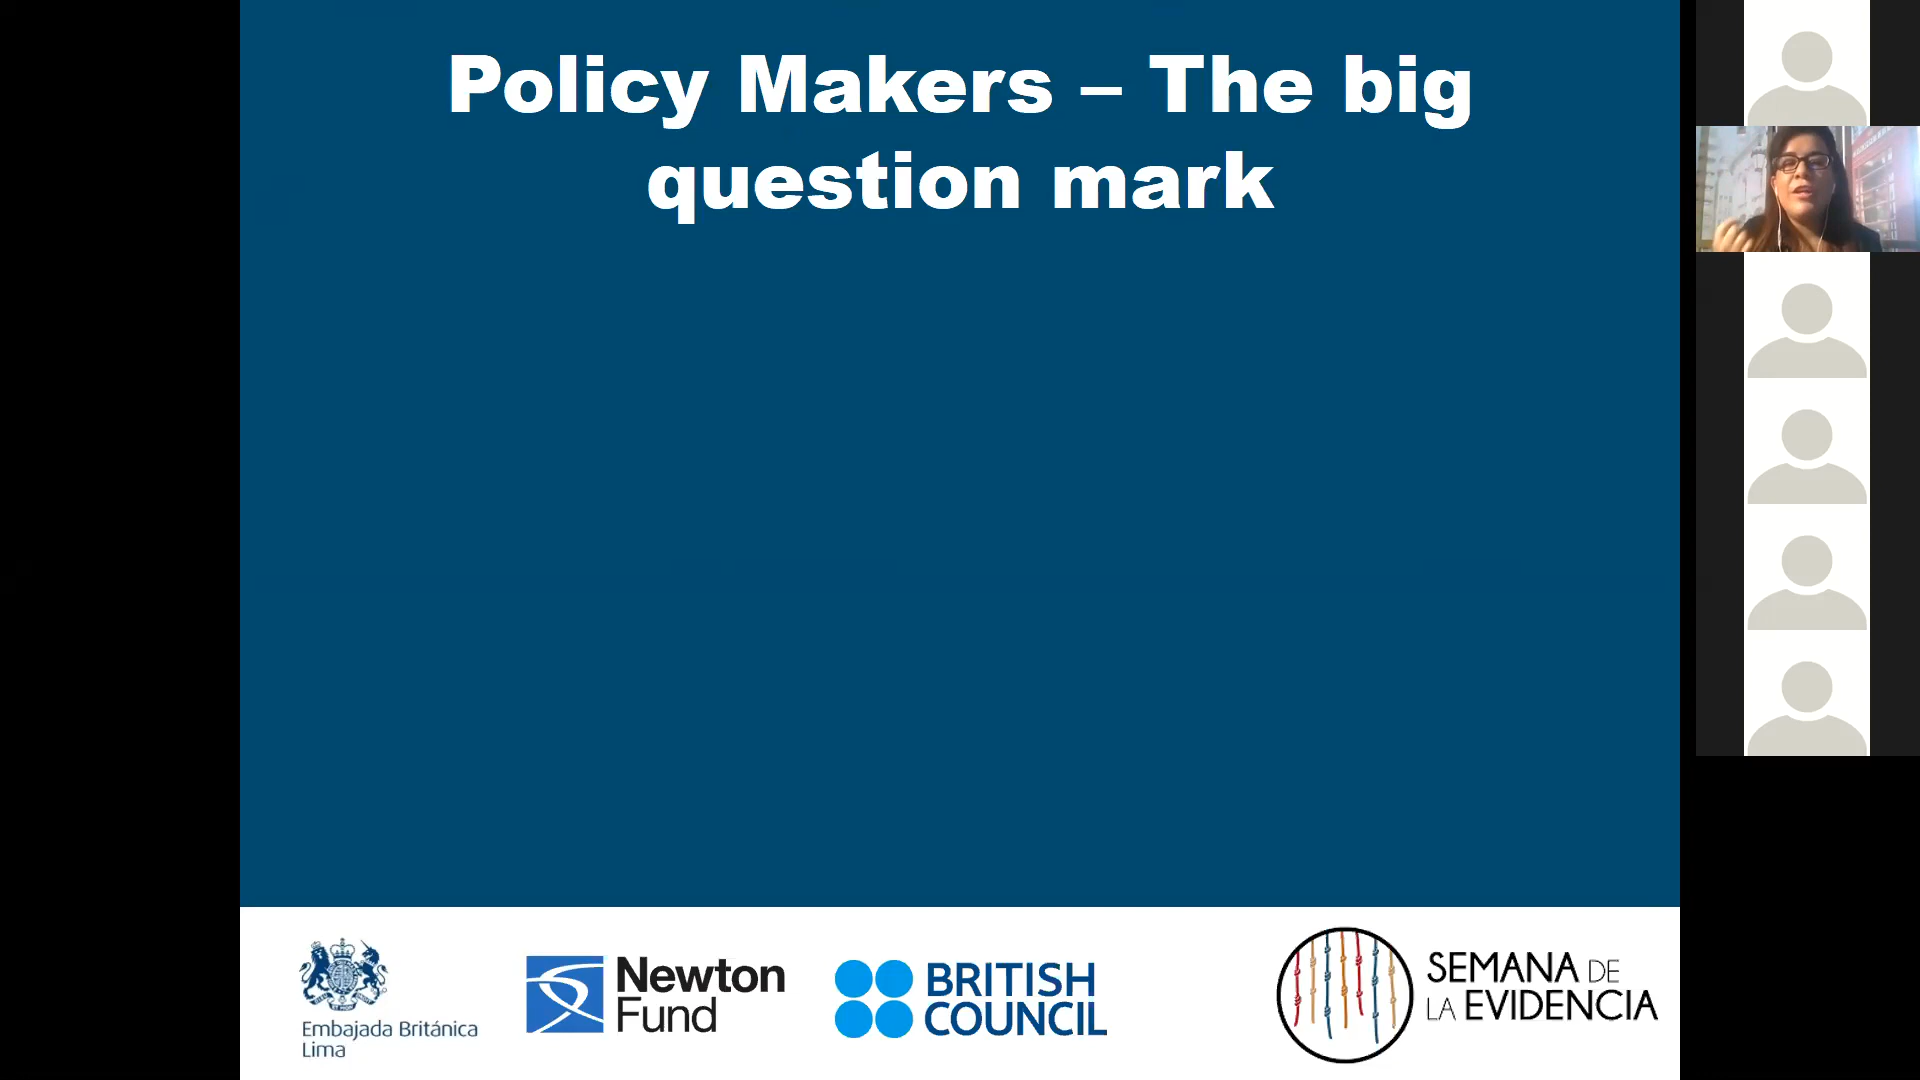 Policy Makers – The big
question mark
Embajada Británica
Lima
Newton
Fund
BRITISH
COUNCIL
SEMANA DE
LA EVIDENCIA